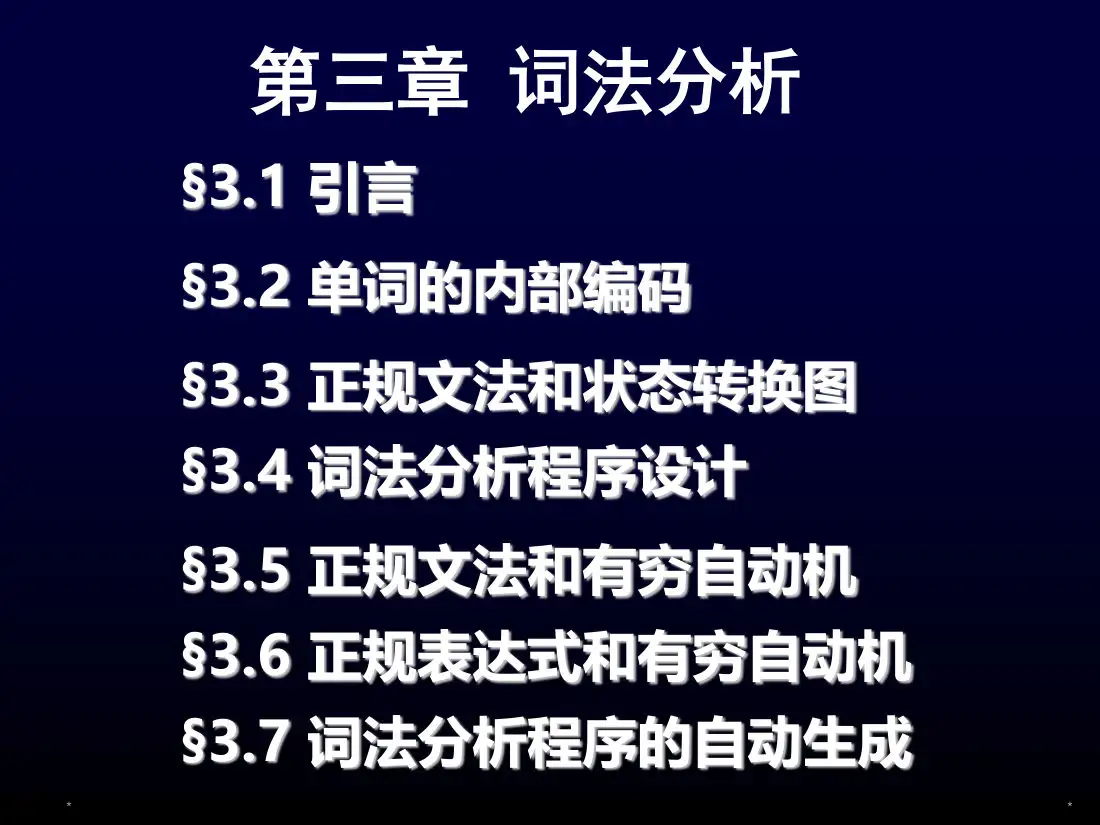 第三章 词法分析
§3.1 引言
§3.2 单词的内部编码
§3.3 正规文法和状态转换图
§3.4 词法分析程序设计
§3.5 正规文法和有穷自动机
§3.6 正规表达式和有穷自动机
§3.7 词法分析程序的自动生成
* *